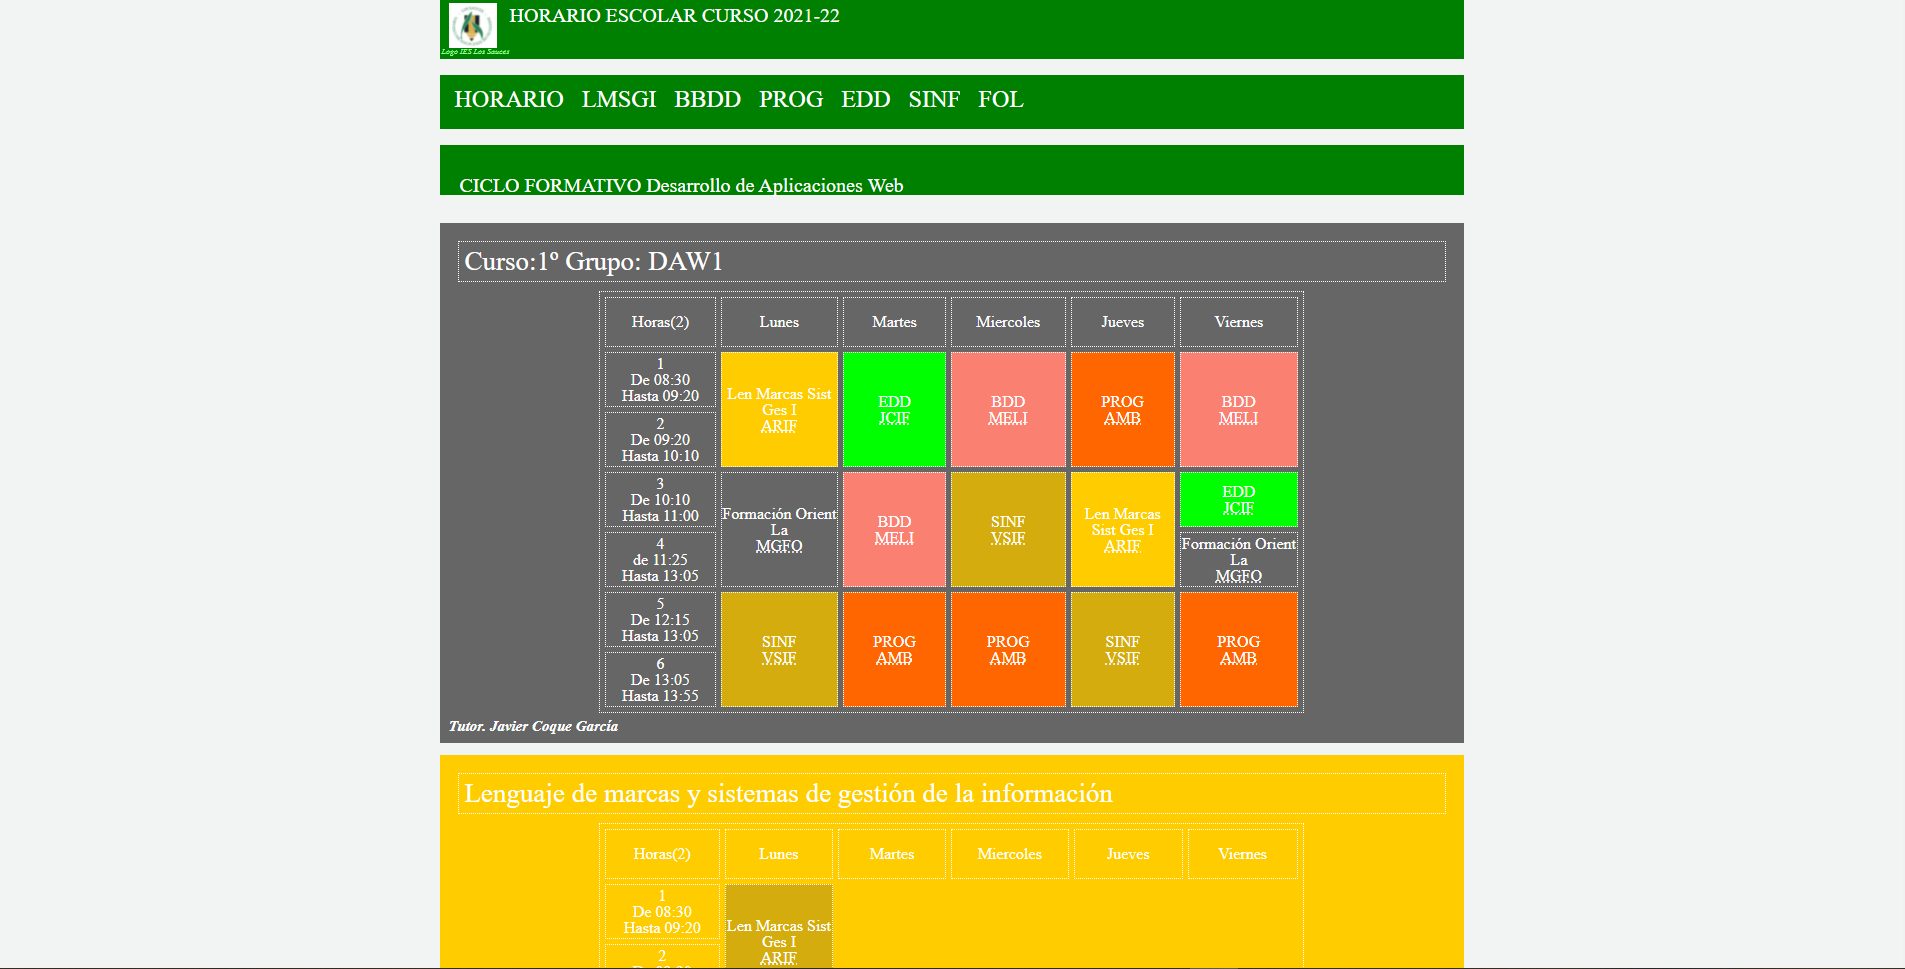 HORARIO ESCOLAR CURSO 2021-22
Logo IES Los Sauces
HORARIO LMSGI BBDD PROG EDD SINF FOL
CICLO FORMATIVO Desarrollo de Aplicaciones Web
Curso:1º Grupo: DAW1
Horas(2) Lunes Martes Miercoles Jueves Viernes
1
De 08:30
Hasta 09:20
Len Marcas Sist
Ges I
ARIF
EDD
JCIF
BDD
MELI
PROG
AMB
BDD
MELI
2
De 09:20
Hasta 10:10
3
De 10:10
Hasta 11:00
Formación Orient
La
MGFO
BDD
MELI
SINF
VSIF
Len Marcas
Sist Ges I
ARIF
EDD
JCIF
4
de 11:25
Hasta 13:05
Formación Orient
La
MGFO
5
De 12:15
Hasta 13:05
SINF
VSIF
PROG
AMB
PROG
AMB
SINF
VSIF
PROG
AMB
6
De 13:05
Hasta 13:55
Tutor. Javier Coque García
Lenguaje de marcas y sistemas de gestión de la información
Horas(2) Lunes Martes Miercoles Jueves Viernes
1
De 08:30
Hasta 09:20
Len Marcas Sist
Ges I
ARIF
2